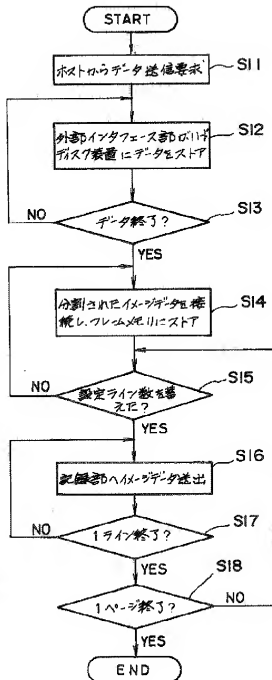 START
ホストからデータ送信要求
S11
外部インタフェース部がハード
ディスク装置にデータをストア
S12
NO
データ終了?
S13
YES
分割されたイメージデータを接
続し、フレームメモリにストア
S14
NO
設定ライン数を蓄
えた?
S15
YES
記録部へイメージデータ送出
S16
NO
1ライン終了?
S17
YES
1ページ終了?
S18
NO
YES
END